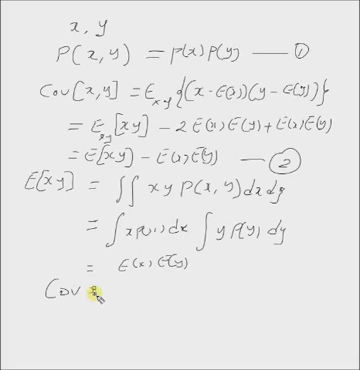 x, y
P(x, y) = p(x) p(y) — ①
Cov[x, y] = E_{x,y} {(x - E(x))(y - E(y))}
= E_{xy}[xy] - 2 E(x) E(y) + E(x) E(y)
= E[xy] - E(x) E(y) — ②
E[xy] = ∬ x y P(x, y) dx dy
= ∫ x p(x) dx ∫ y p(y) dy
= E(x) E(y)
Cov